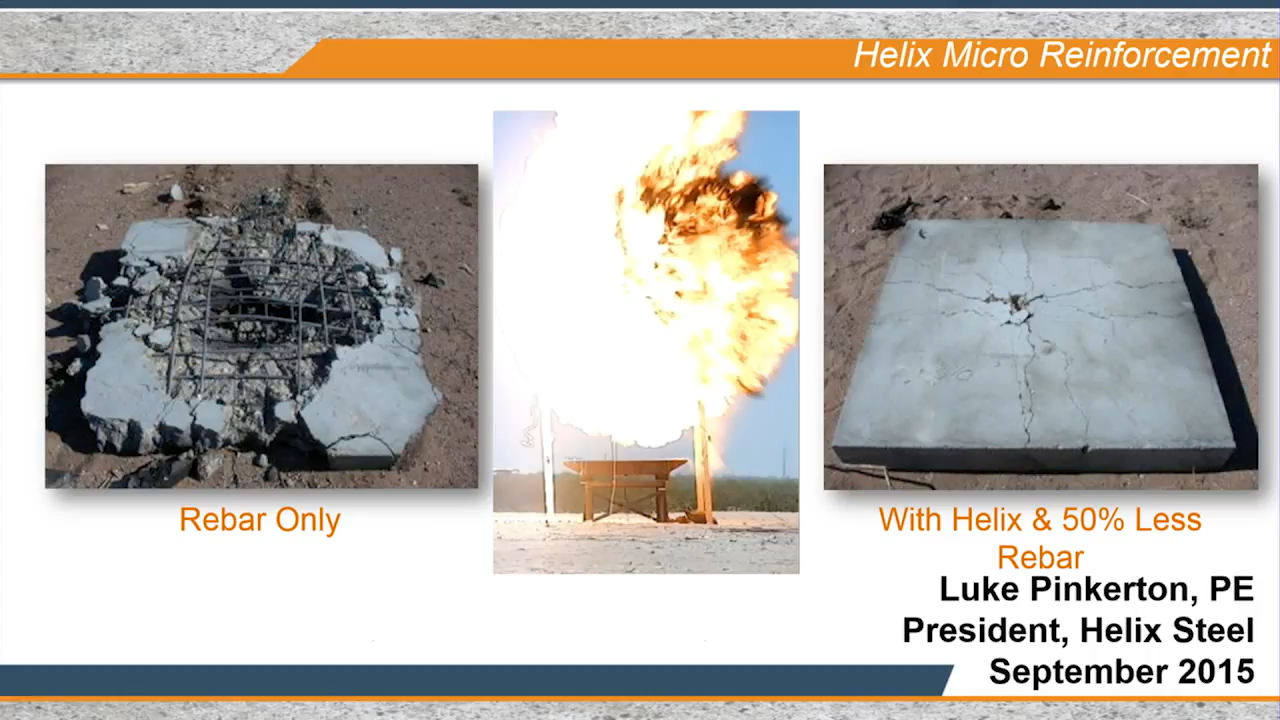 Helix Micro Reinforcement
Rebar Only
With Helix & 50% Less
Rebar
Luke Pinkerton, PE
President, Helix Steel
September 2015